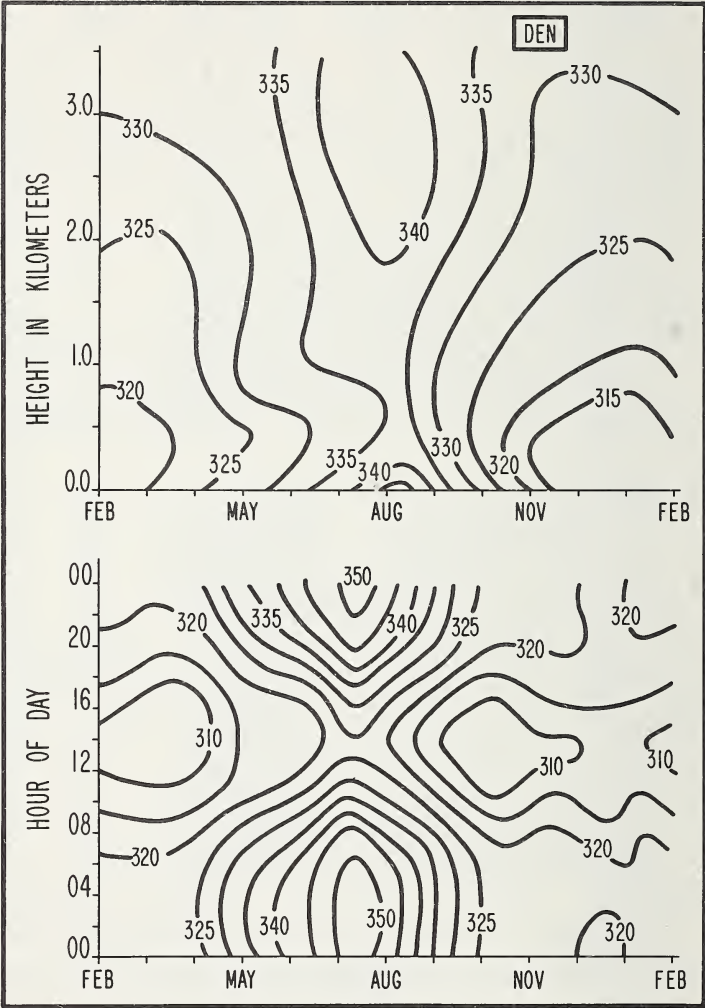 DEN
335 335 330
3.0
330
2.0
325 340 325
1.0
320 315
335 330
325 340 320
0.0
FEB MAY AUG NOV FEB
HEIGHT IN KILOMETERS
00 350
320 335 340 325 320
20 320
16
310 310 310
12
08
320 320
04
325 340 350 325 320
00
FEB MAY AUG NOV FEB
HOUR OF DAY